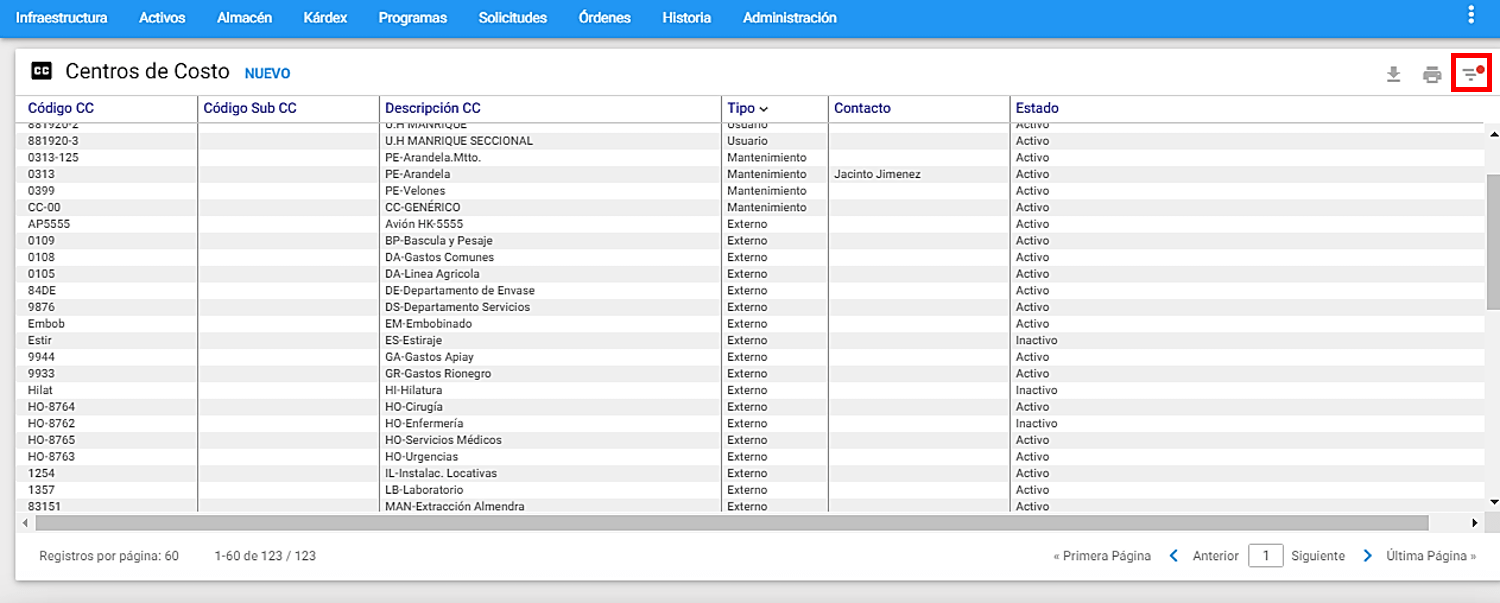 Infraestructura Activos Almacén Kárdex Programas Solicitudes Órdenes Historia Administración
CC Centros de Costo NUEVO
Código CC Código Sub CC Descripción CC Tipo Contacto Estado
881920-2 U.H MANRIQUE Usuario Activo
881920-3 U.H MANRIQUE SECCIONAL Usuario Activo
0313-125 PE-Arandela.Mtto. Mantenimiento Activo
0313 PE-Arandela Mantenimiento Jacinto Jimenez Activo
0399 PE-Velones Mantenimiento Activo
CC-00 CC-GENÉRICO Mantenimiento Activo
AP5555 Avión HK-5555 Externo Activo
0109 BP-Bascula y Pesaje Externo Activo
0108 DA-Gastos Comunes Externo Activo
0105 DA-Linea Agricola Externo Activo
84DE DE-Departamento de Envase Externo Activo
9876 DS-Departamento Servicios Externo Activo
Embob EM-Embobinado Externo Activo
Estir ES-Estiraje Externo Inactivo
9944 GA-Gastos Apiay Externo Activo
9933 GR-Gastos Rionegro Externo Activo
Hilat HI-Hilatura Externo Inactivo
HO-8764 HO-Cirugía Externo Activo
HO-8762 HO-Enfermería Externo Inactivo
HO-8765 HO-Servicios Médicos Externo Activo
HO-8763 HO-Urgencias Externo Activo
1254 IL-Instalac. Locativas Externo Activo
1357 LB-Laboratorio Externo Activo
83151 MAN-Extracción Almendra Externo Activo
Registros por página: 60 1-60 de 123 / 123 « Primera Página Anterior 1 Siguiente Última Página »